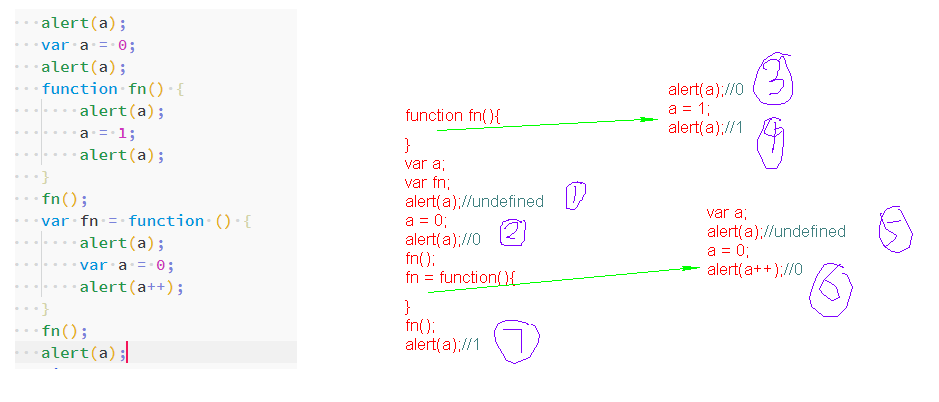 alert(a);
var a = 0;
alert(a);
function fn() {
alert(a);
a = 1;
alert(a);
}
fn();
var fn = function () {
alert(a);
var a = 0;
alert(a++);
}
fn();
alert(a);
function fn(){
}
var a;
var fn;
alert(a);//undefined 1
a = 0;
alert(a);//0 2
fn();
fn = function(){
}
fn();
alert(a);//1 7
alert(a);//0 3
a = 1;
alert(a);//1 4
var a;
alert(a);//undefined 5
a = 0;
alert(a++);//0 6